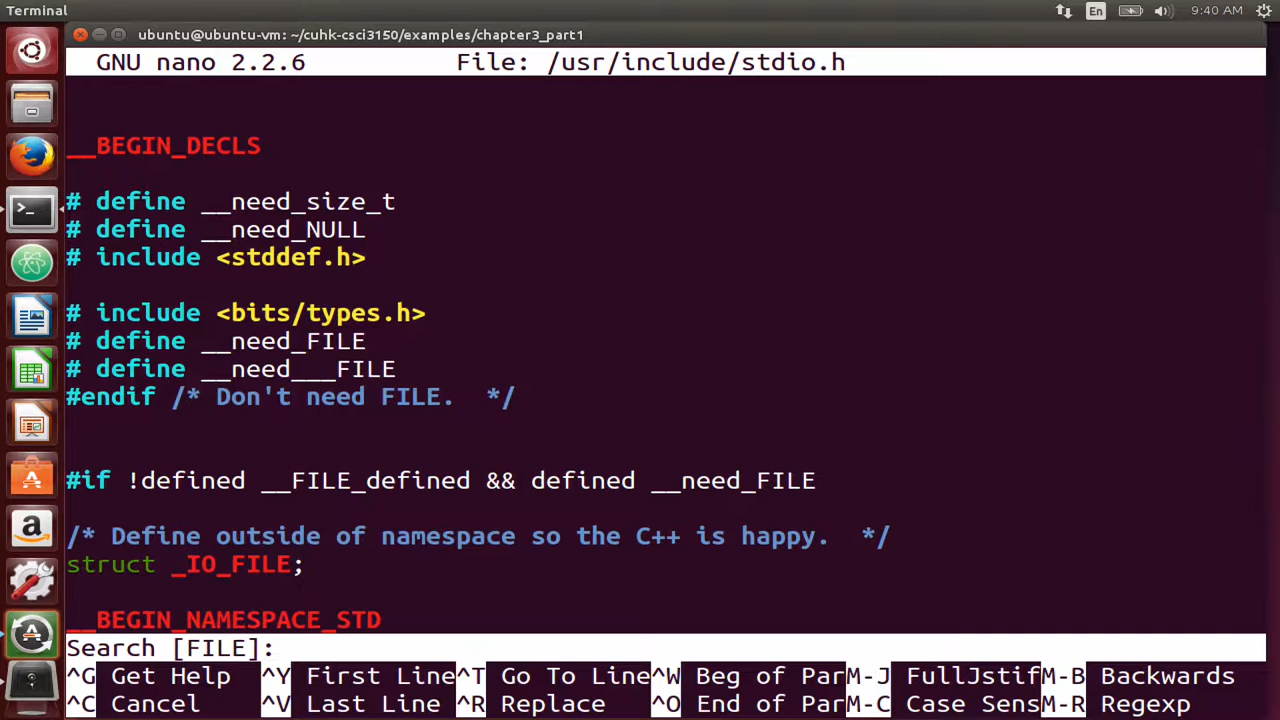 Terminal
En
9:40 AM
ubuntu@ubuntu-vm: ~/cuhk-csci3150/examples/chapter3_part1
GNU nano 2.2.6 File: /usr/include/stdio.h
__BEGIN_DECLS
# define __need_size_t
# define __need_NULL
# include <stddef.h>
# include <bits/types.h>
# define __need_FILE
# define __need___FILE
#endif /* Don't need FILE.  */
#if !defined __FILE_defined && defined __need_FILE
/* Define outside of namespace so the C++ is happy.  */
struct _IO_FILE;
__BEGIN_NAMESPACE_STD
Search [FILE]:
^G Get Help ^Y First Line ^T Go To Line ^W Beg of Par M-J FullJstif M-B Backwards
^C Cancel ^V Last Line ^R Replace ^O End of Par M-C Case Sens M-R Regexp